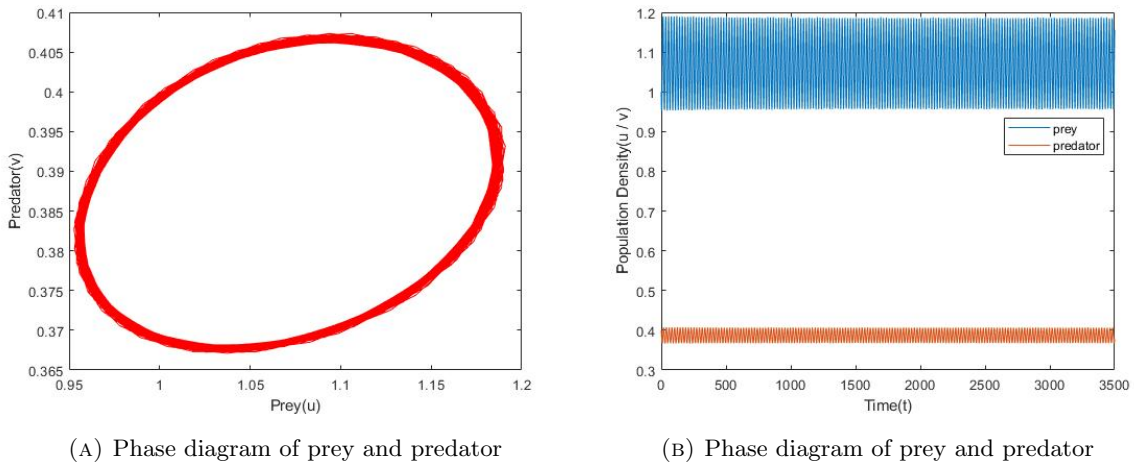 0.41
0.405
0.4
0.395
0.39
0.385
0.38
0.375
0.37
0.365
Predator(v)
0.95 1 1.05 1.1 1.15 1.2
Prey(u)
(A) Phase diagram of prey and predator
1.2
1.1
1
0.9
0.8
0.7
0.6
0.5
0.4
0.3
Population Density(u / v)
prey
predator
0 500 1000 1500 2000 2500 3000 3500
Time(t)
(B) Phase diagram of prey and predator